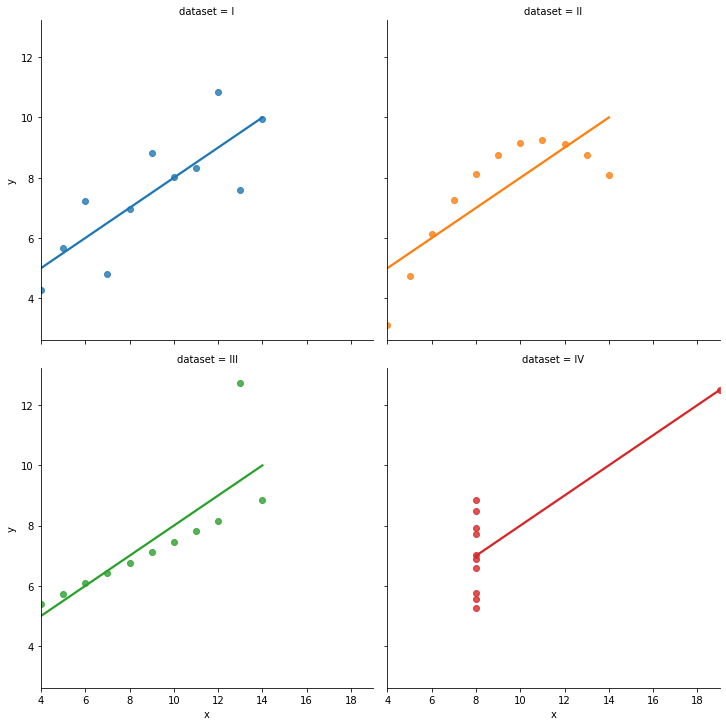 dataset = I
dataset = II
12
10
8
6
4
y
dataset = III
dataset = IV
12
10
8
6
4
y
4 6 8 10 12 14 16 18
x
4 6 8 10 12 14 16 18
x